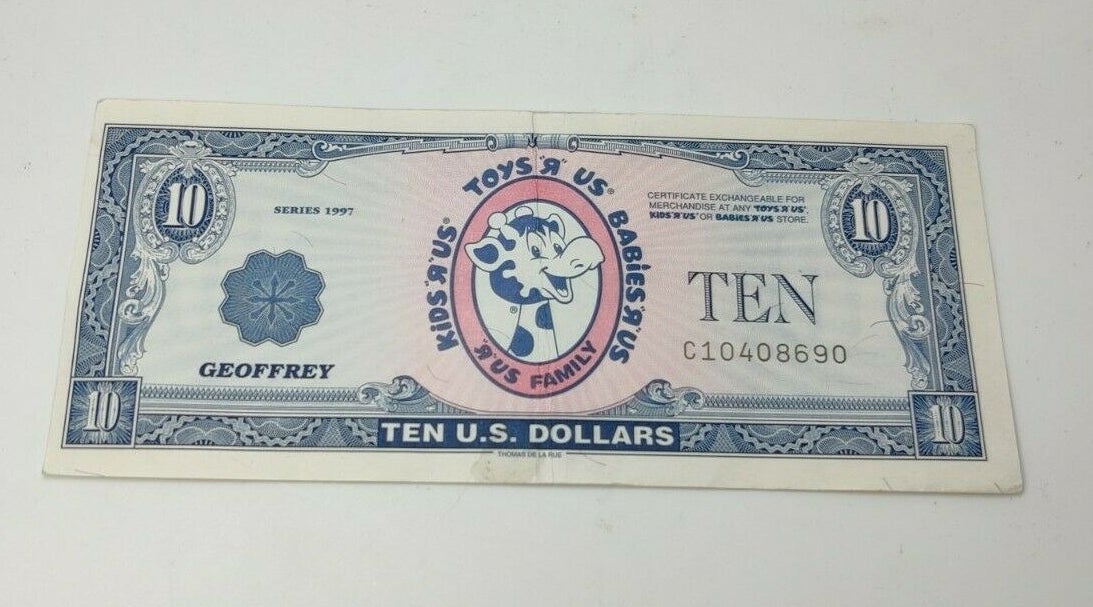 10
SERIES 1997
GEOFFREY
10
TOYS "R" US®
KIDS "R" US®
BABIES "R" US
"R" US FAMILY
®
CERTIFICATE EXCHANGEABLE FOR
MERCHANDISE AT ANY TOYS "R" US®,
KIDS "R" US® OR BABIES "R" US STORE.
10
TEN
C10408690
10
TEN U.S. DOLLARS
THOMAS DE LA RUE